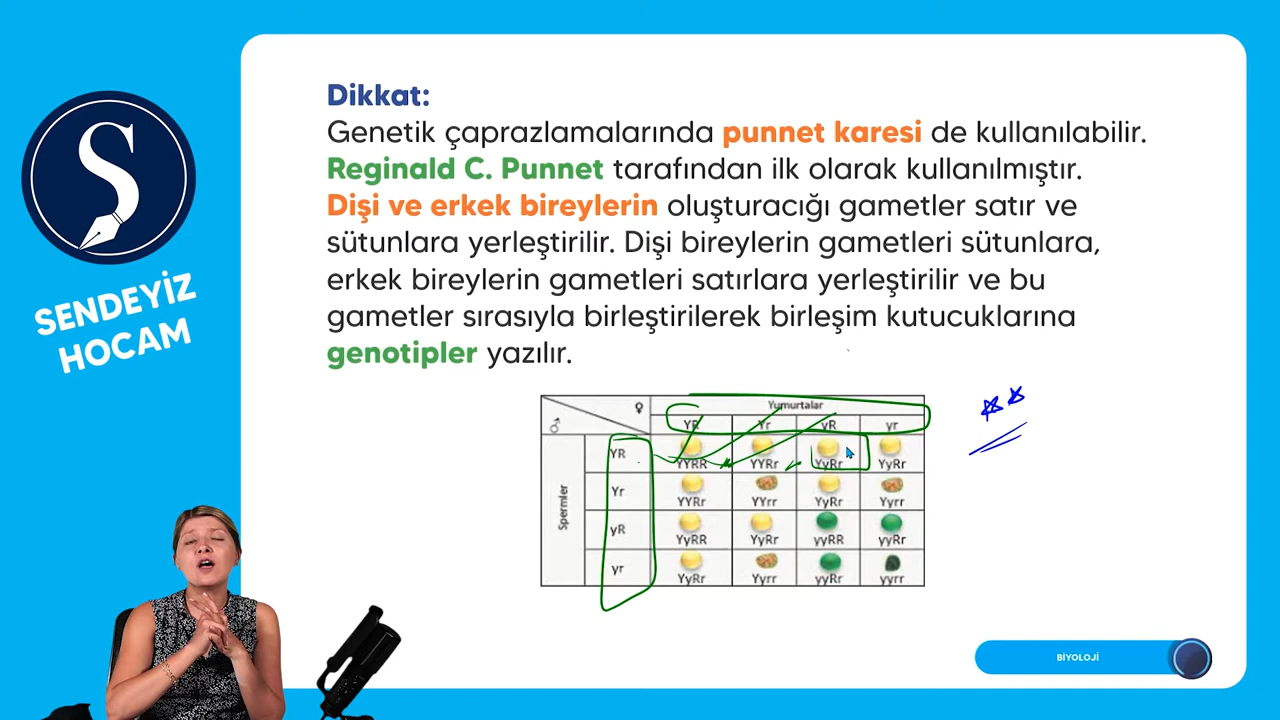 Dikkat:
Genetik çaprazlamalarında punnet karesi de kullanılabilir.
Reginald C. Punnet tarafından ilk olarak kullanılmıştır.
Dişi ve erkek bireylerin oluşturacığı gametler satır ve
sütunlara yerleştirilir. Dişi bireylerin gametleri sütunlara,
erkek bireylerin gametleri satırlara yerleştirilir ve bu
gametler sırasıyla birleştirilerek birleşim kutucuklarına
genotipler yazılır.
S
SENDEYİZ
HOCAM
♀ Yumurtalar
♂ YR Yr yR yr
Spermler
YR YYRR YYRr YyRr YyRr
Yr YYRr YYrr YyRr Yyrr
yR YyRR YyRr yyRR yyRr
yr YyRr Yyrr yyRr yyrr
BİYOLOJİ